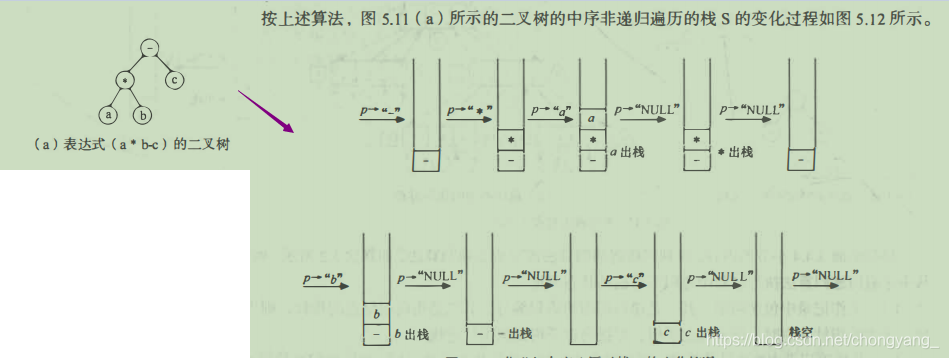 按上述算法，图 5.11（a）所示的二叉树的中序非递归遍历的栈 S 的变化过程如图 5.12 所示。
-
*
c
a
b
（a）表达式（a * b-c）的二叉树
p→“-” p→“*” p→“a” p→“NULL” p→“NULL”
a
* * *
- - - - -
a 出栈 * 出栈
p→“b” p→“NULL” p→“NULL” p→“c” p→“NULL” p→“NULL”
b
- - c
b 出栈 - 出栈 c 出栈 栈空
https://blog.csdn.net/chongyang_